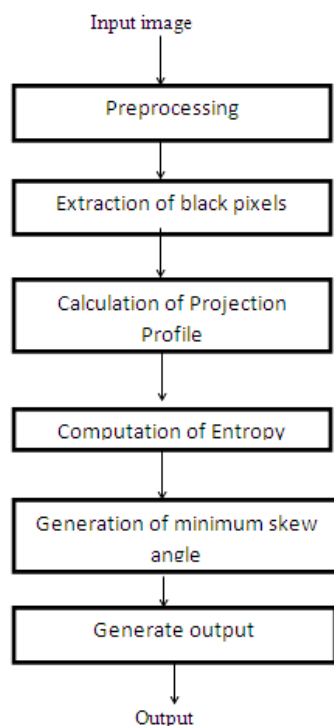 Input image
Preprocessing
Extraction of black pixels
Calculation of Projection
Profile
Computation of Entropy
Generation of minimum skew
angle
Generate output
Output